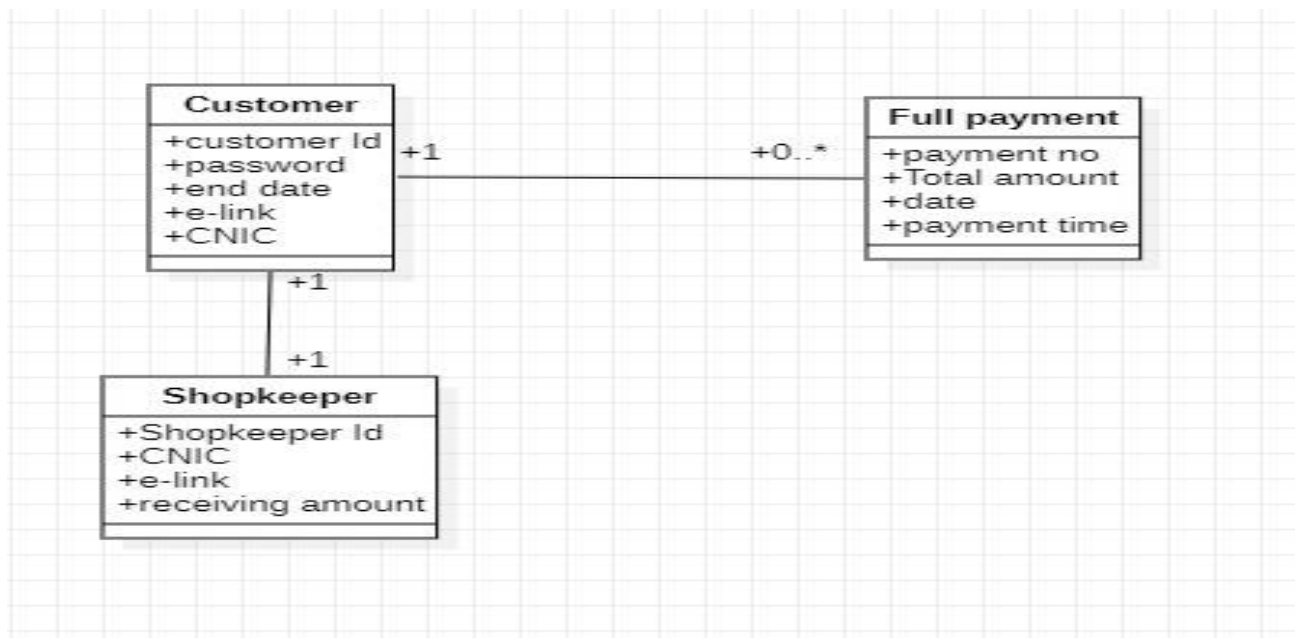 Customer
+customer Id
+password
+end date
+e-link
+CNIC
+1
+0..*
Full payment
+payment no
+Total amount
+date
+payment time
+1
+1
Shopkeeper
+Shopkeeper Id
+CNIC
+e-link
+receiving amount